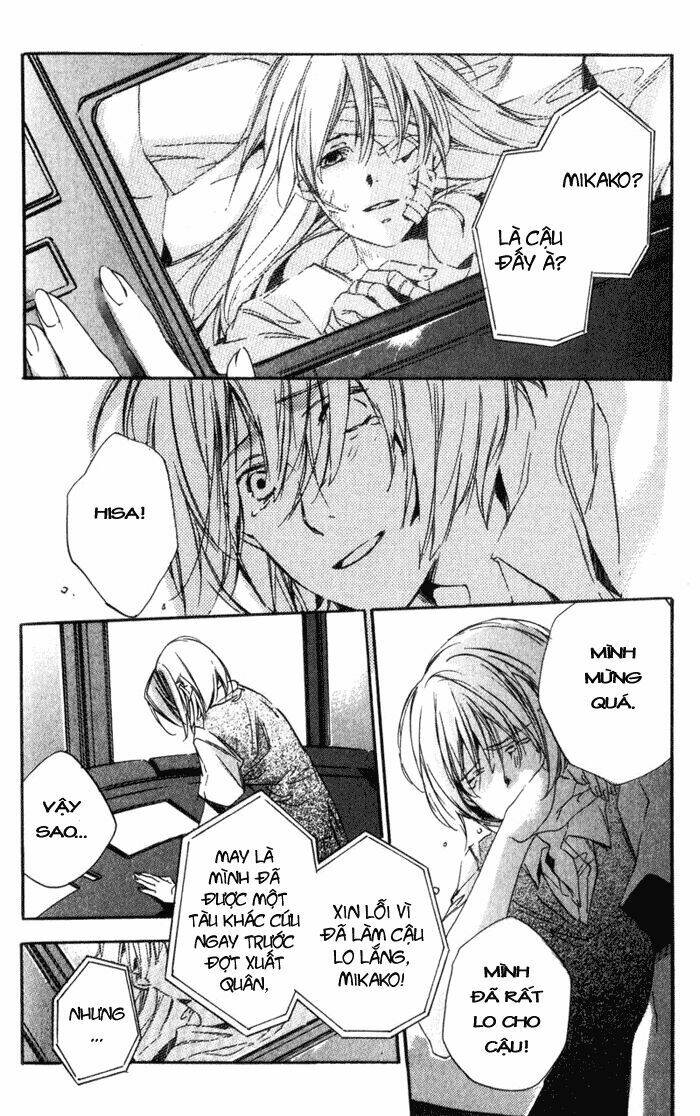 MIKAKO?
LÀ CẬU
ĐẤY À?
HISA!
MÌNH
MỪNG
QUÁ.
MÌNH
ĐÃ RẤT
LO CHO
CẬU!
XIN LỖI VÌ
ĐÃ LÀM CẬU
LO LẮNG,
MIKAKO!
MAY LÀ
MÌNH ĐÃ
ĐƯỢC MỘT
TÀU KHÁC CỨU
NGAY TRƯỚC
ĐỢT XUẤT
QUÂN,
VẬY
SAO...
NHƯNG
...